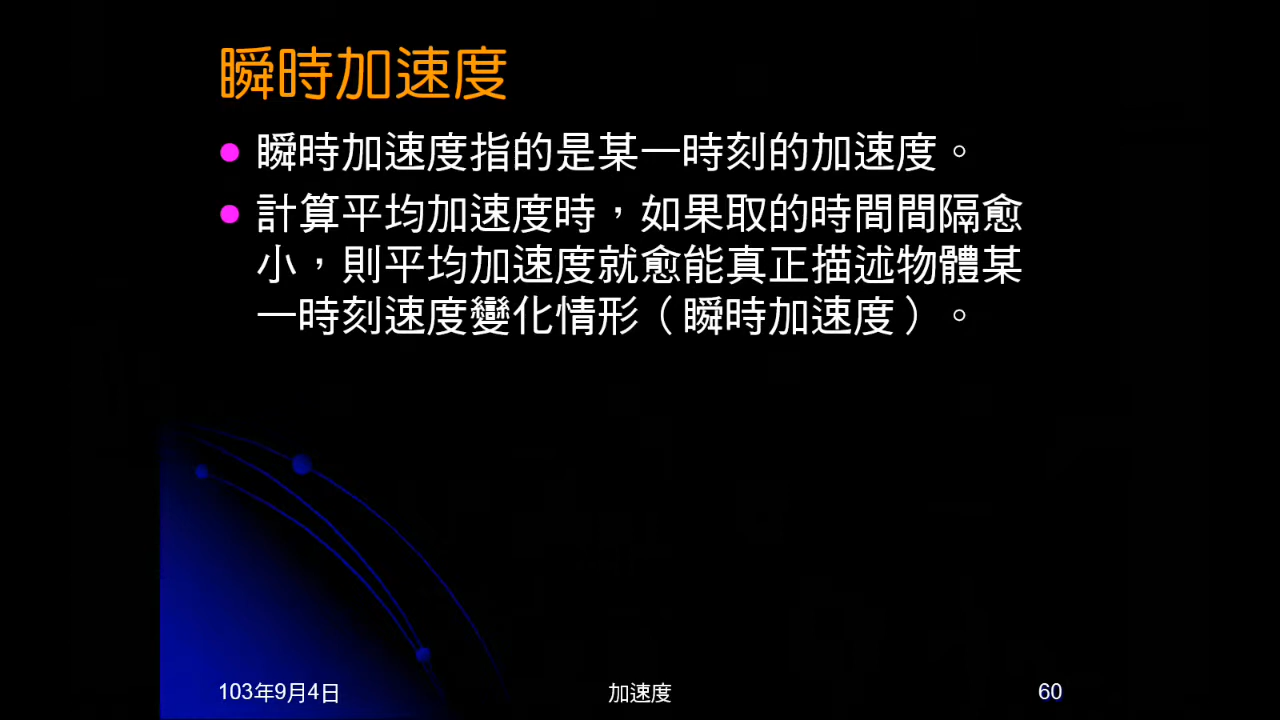 瞬時加速度
瞬時加速度指的是某一時刻的加速度。
計算平均加速度時，如果取的時間間隔愈
小，則平均加速度就愈能真正描述物體某
一時刻速度變化情形（瞬時加速度）。
103年9月4日
加速度
60